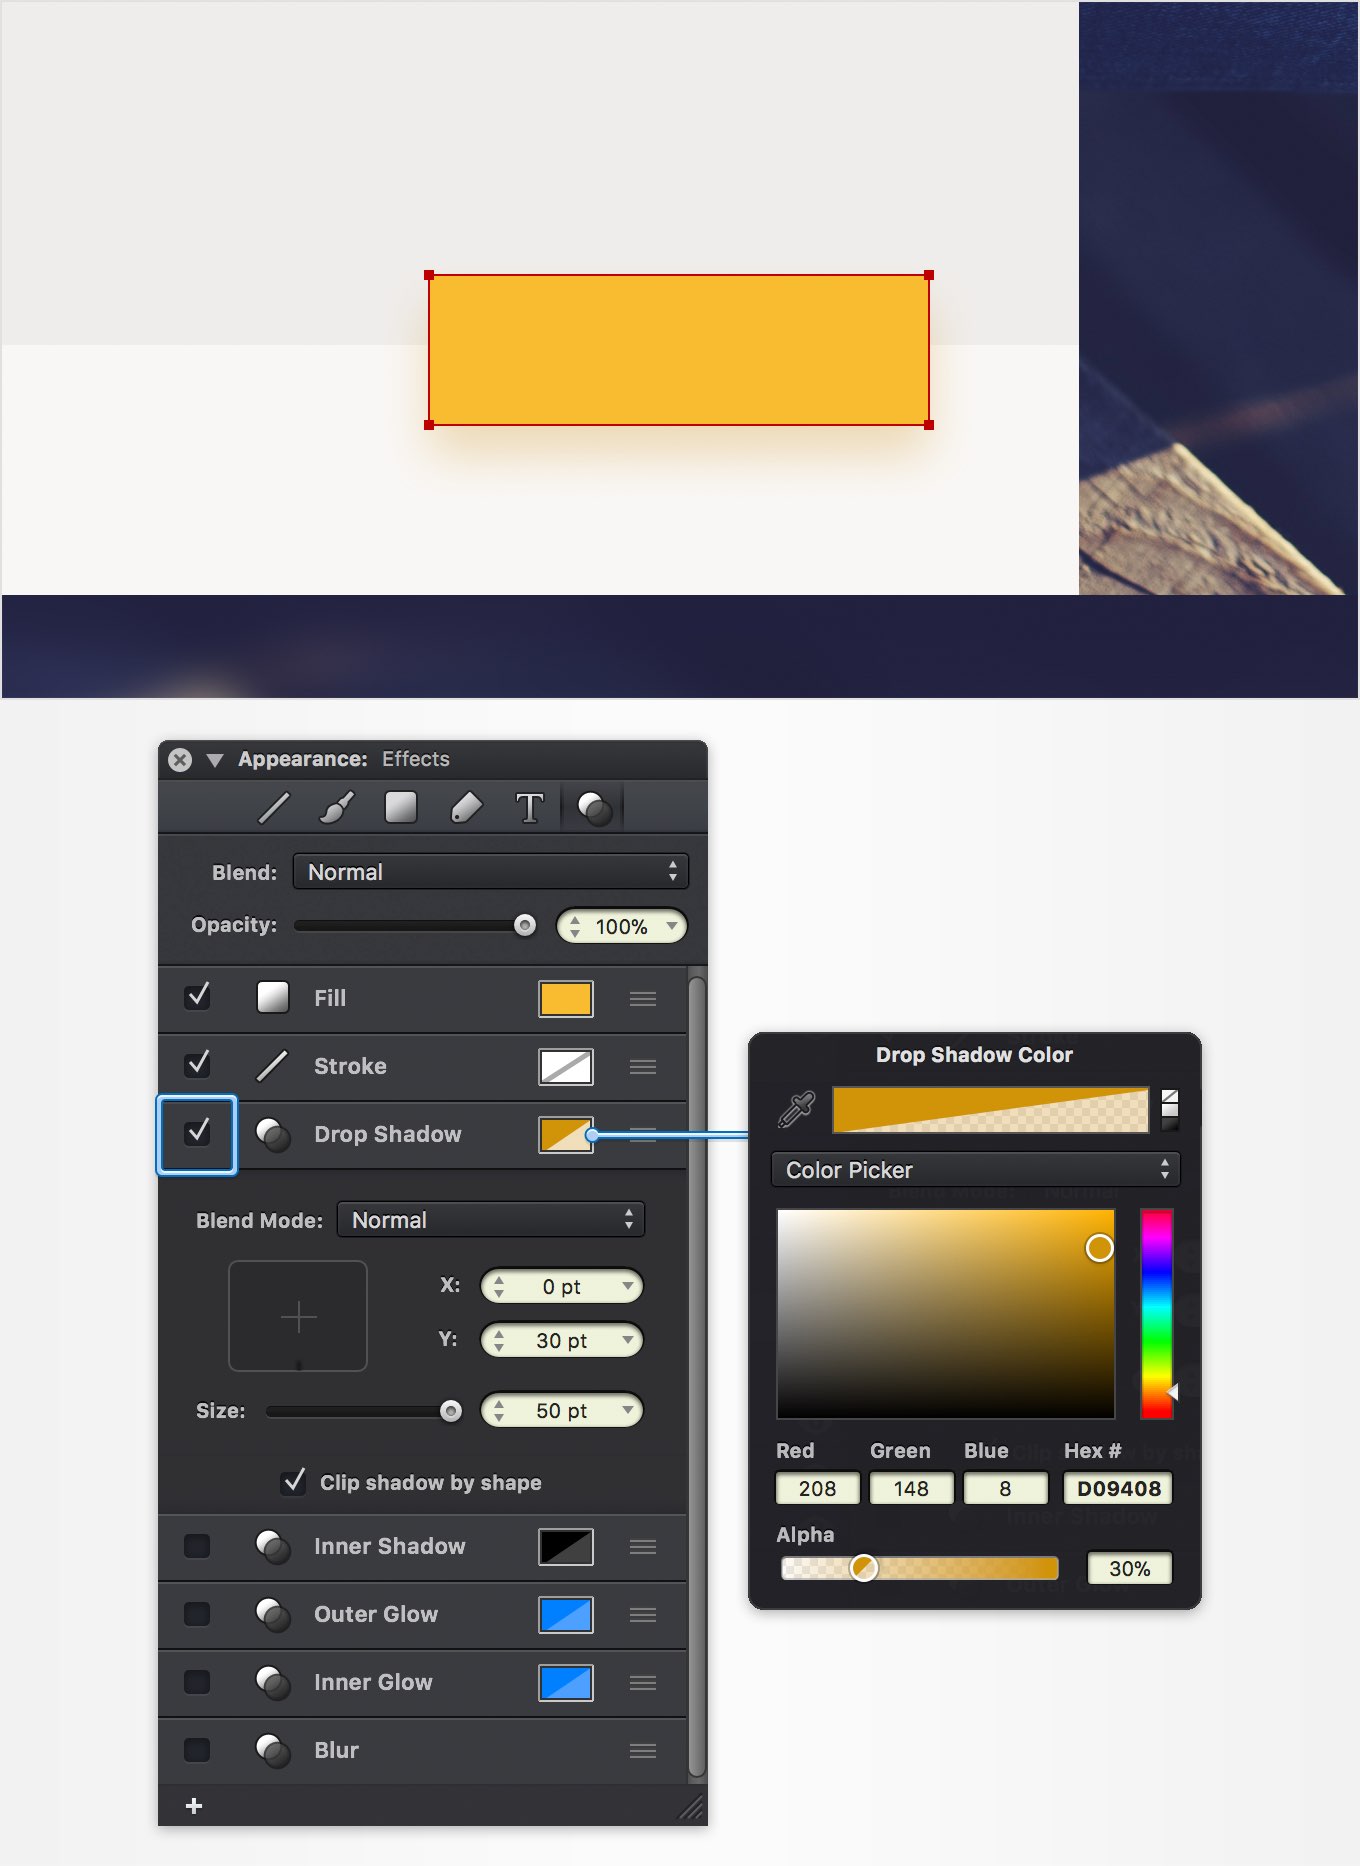 Appearance: Effects
T
Blend: Normal
Opacity: 100%
Fill
Stroke
Drop Shadow
Blend Mode: Normal
X: 0 pt
Y: 30 pt
Size: 50 pt
Clip shadow by shape
Inner Shadow
Outer Glow
Inner Glow
Blur
+
Drop Shadow Color
Color Picker
Red Green Blue Hex #
208 148 8 D09408
Alpha
30%